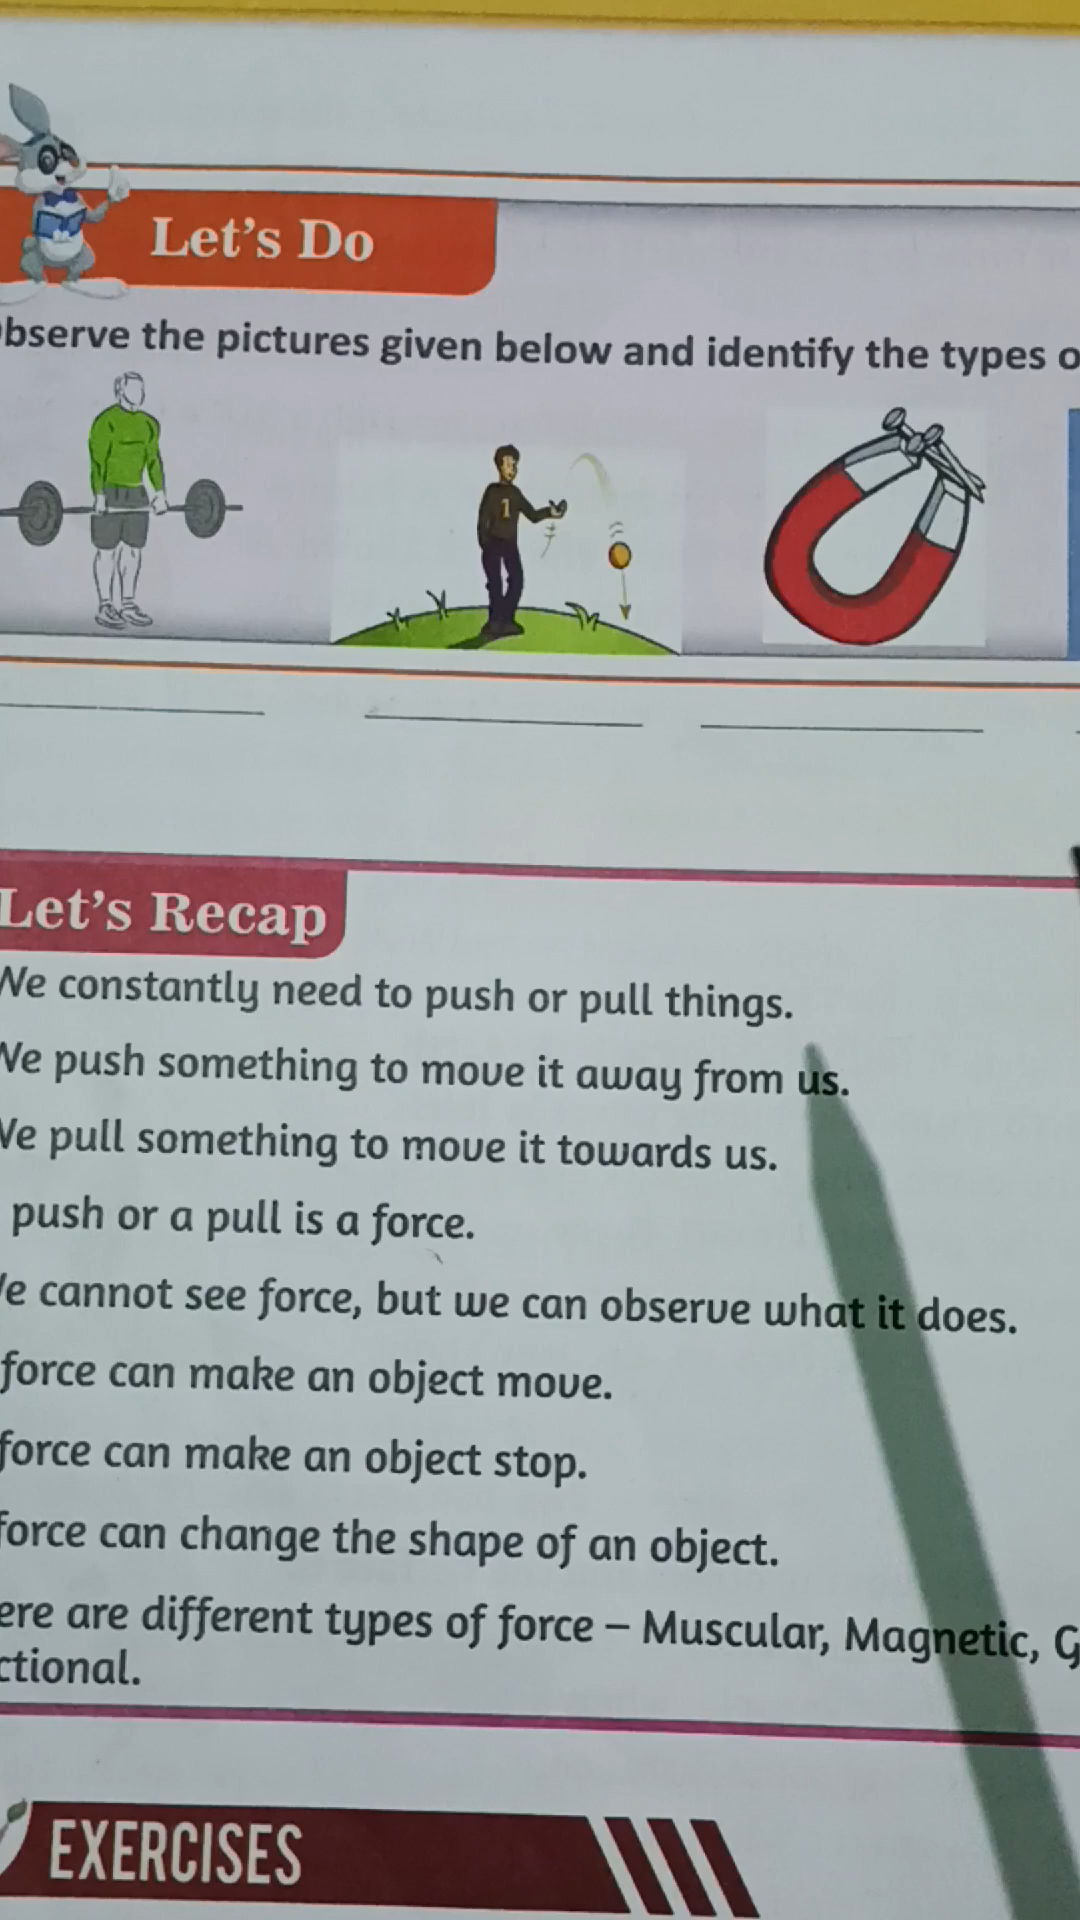 Let's Do
bserve the pictures given below and identify the types o
1
Let's Recap
We constantly need to push or pull things.
We push something to move it away from us.
We pull something to move it towards us.
push or a pull is a force.
e cannot see force, but we can observe what it does.
force can make an object move.
force can make an object stop.
force can change the shape of an object.
ere are different types of force – Muscular, Magnetic, G
ctional.
EXERCISES